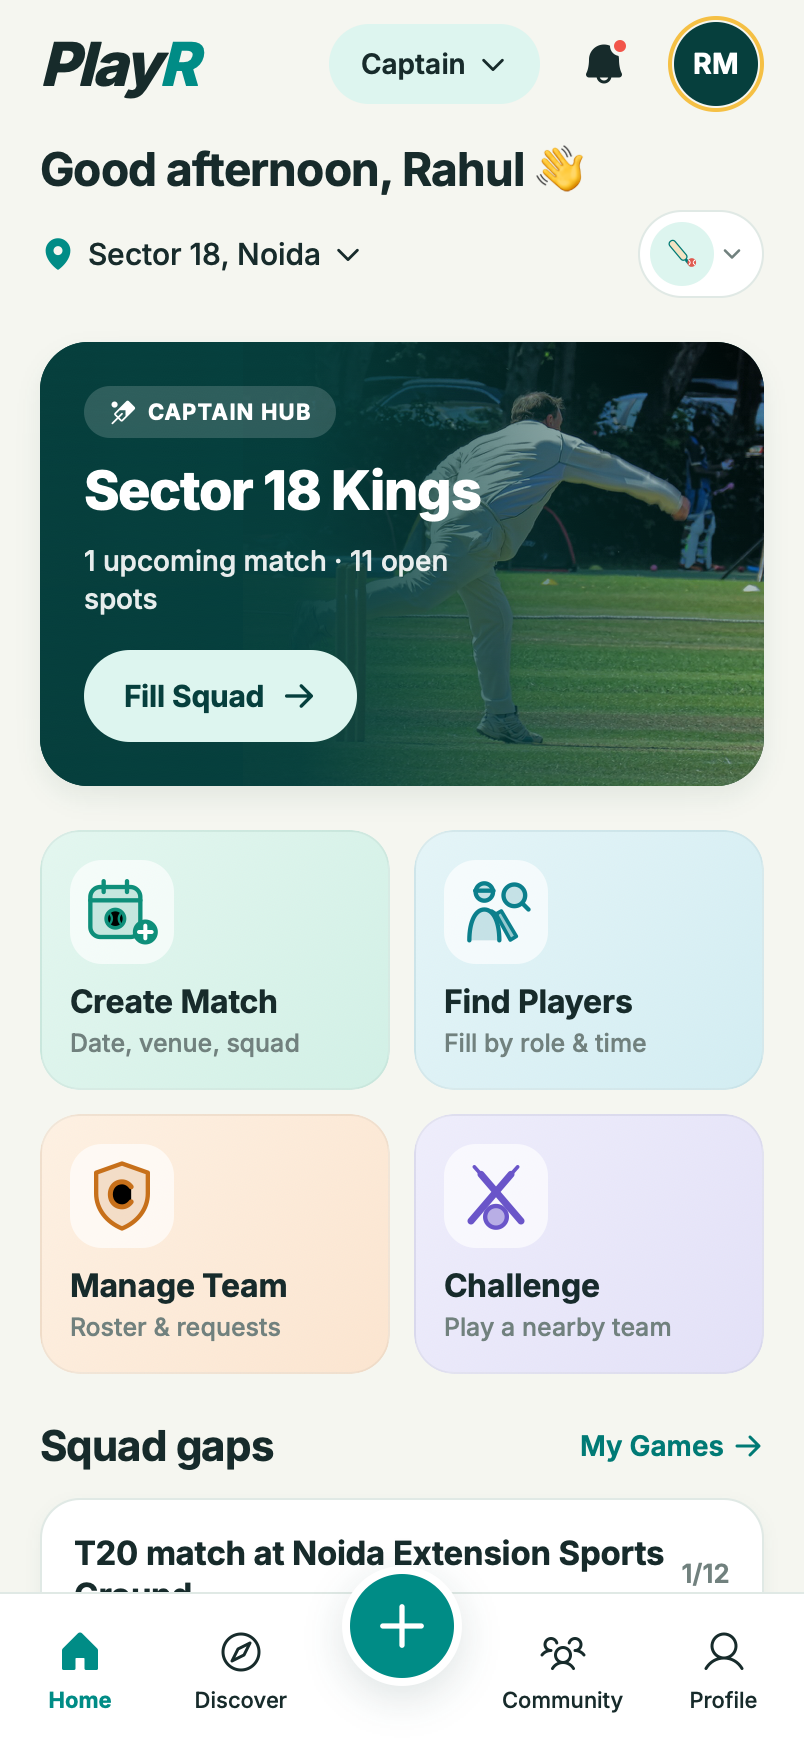 PlayR
Captain
RM
Good afternoon, Rahul 👋
Sector 18, Noida
CAPTAIN HUB
Sector 18 Kings
1 upcoming match · 11 open
spots
Fill Squad →
Create Match
Date, venue, squad
Find Players
Fill by role & time
C
Manage Team
Roster & requests
Challenge
Play a nearby team
Squad gaps
My Games →
T20 match at Noida Extension Sports
Ground
1/12
Home
Discover
Community
Profile